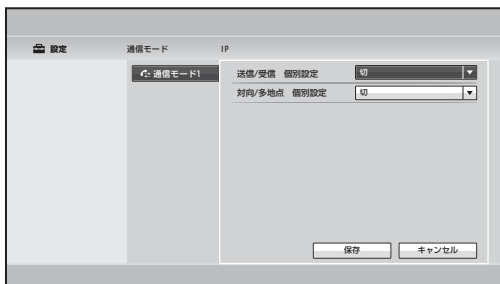 設定 通信モード IP
通信モード1
送信/受信 個別設定 切
対向/多地点 個別設定 切
保存 キャンセル